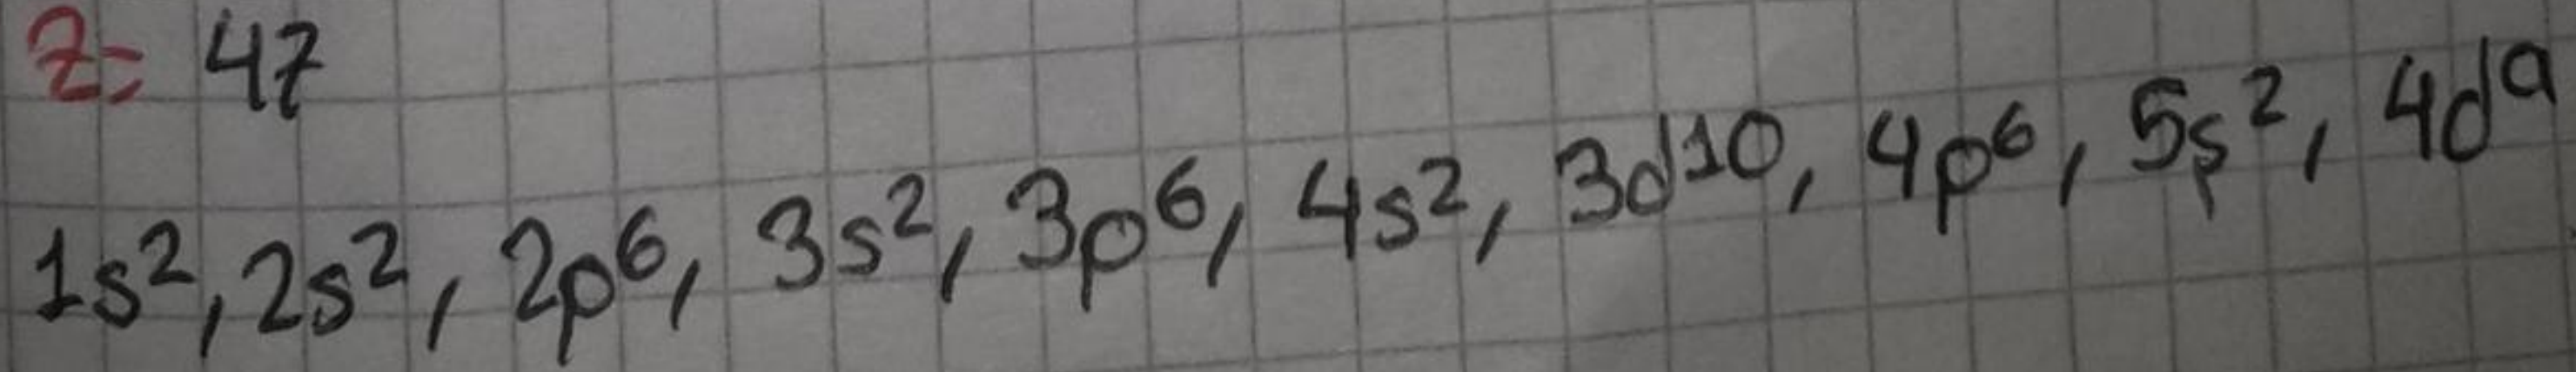 Z= 47
1s², 2s², 2p⁶, 3s², 3p⁶, 4s², 3d¹⁰, 4p⁶, 5s², 4d⁹